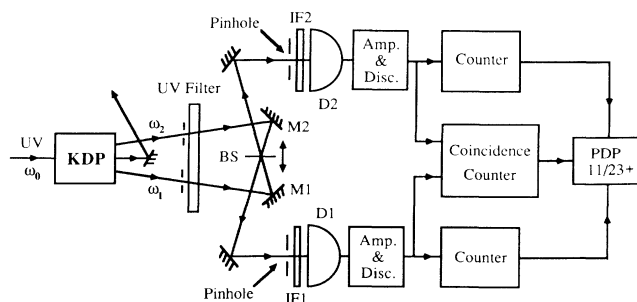 Pinhole
IF2
D2
Amp.
&
Disc.
Counter
UV Filter
UV
ω₀
KDP
ω₂
ω₁
M2
BS
M1
Coincidence
Counter
PDP
11/23+
D1
Pinhole
IF1
Amp.
&
Disc.
Counter